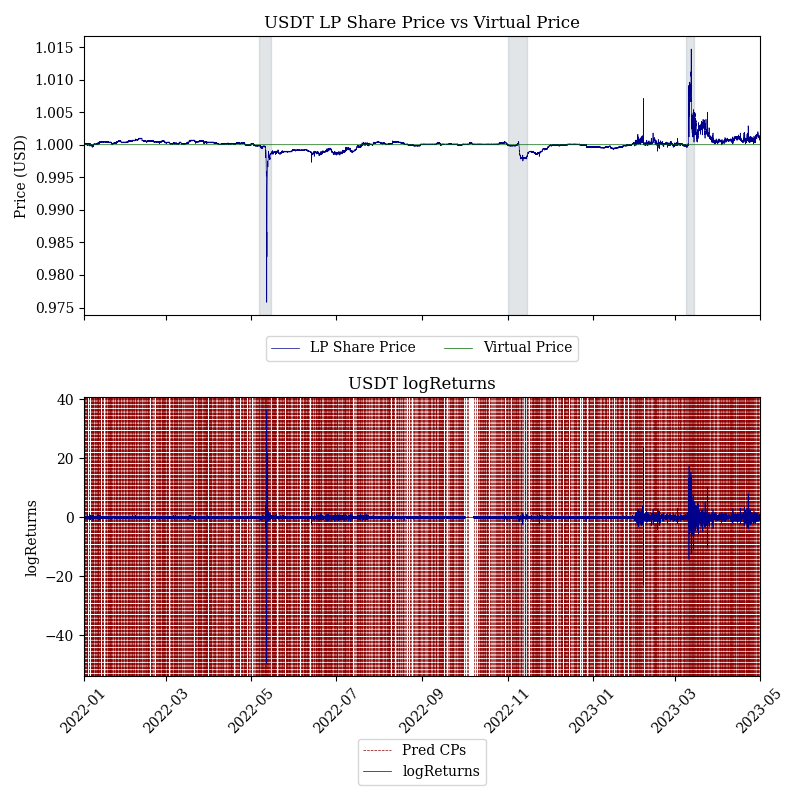 USDT LP Share Price vs Virtual Price
Price (USD)
1.015
1.010
1.005
1.000
0.995
0.990
0.985
0.980
0.975
LP Share Price
Virtual Price
USDT logReturns
logReturns
40
20
0
−20
−40
2022-01
2022-03
2022-05
2022-07
2022-09
2022-11
2023-01
2023-03
2023-05
Pred CPs
logReturns